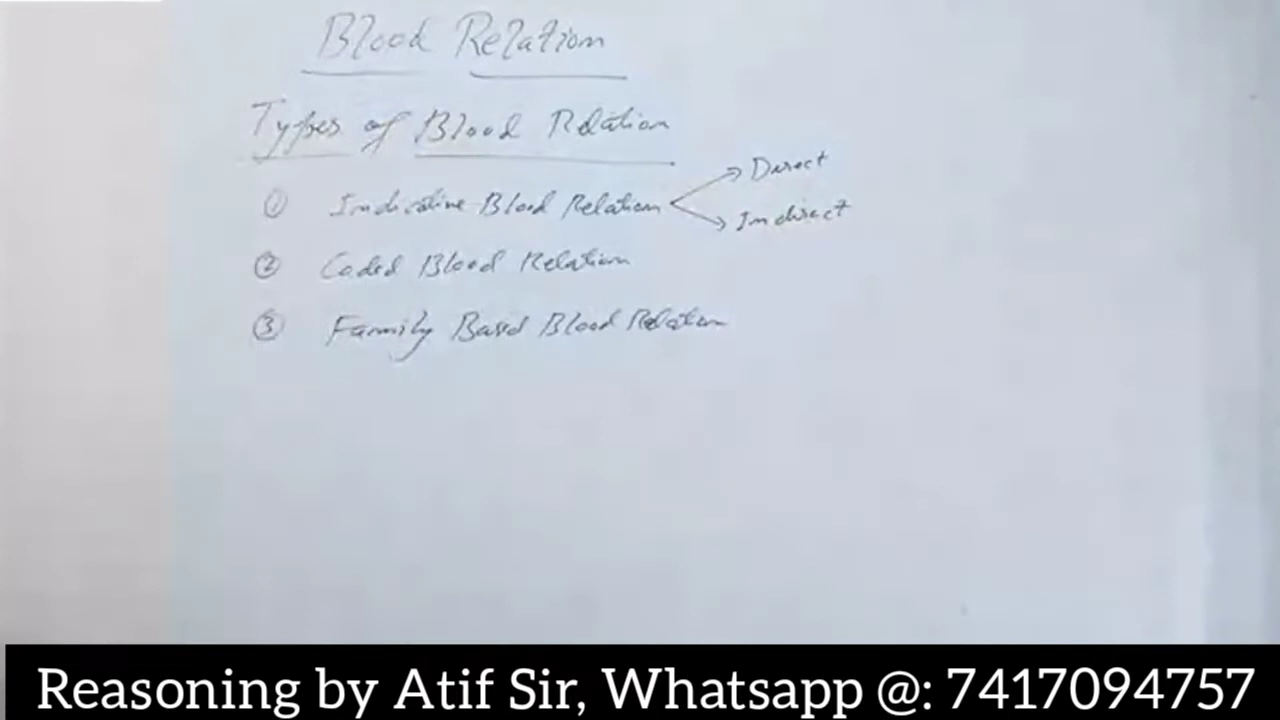 Blood Relation
Types of Blood Relation
① Indicative Blood Relation
Direct
Indirect
② Coded Blood Relation
③ Family Based Blood Relation
Reasoning by Atif Sir, Whatsapp @: 7417094757